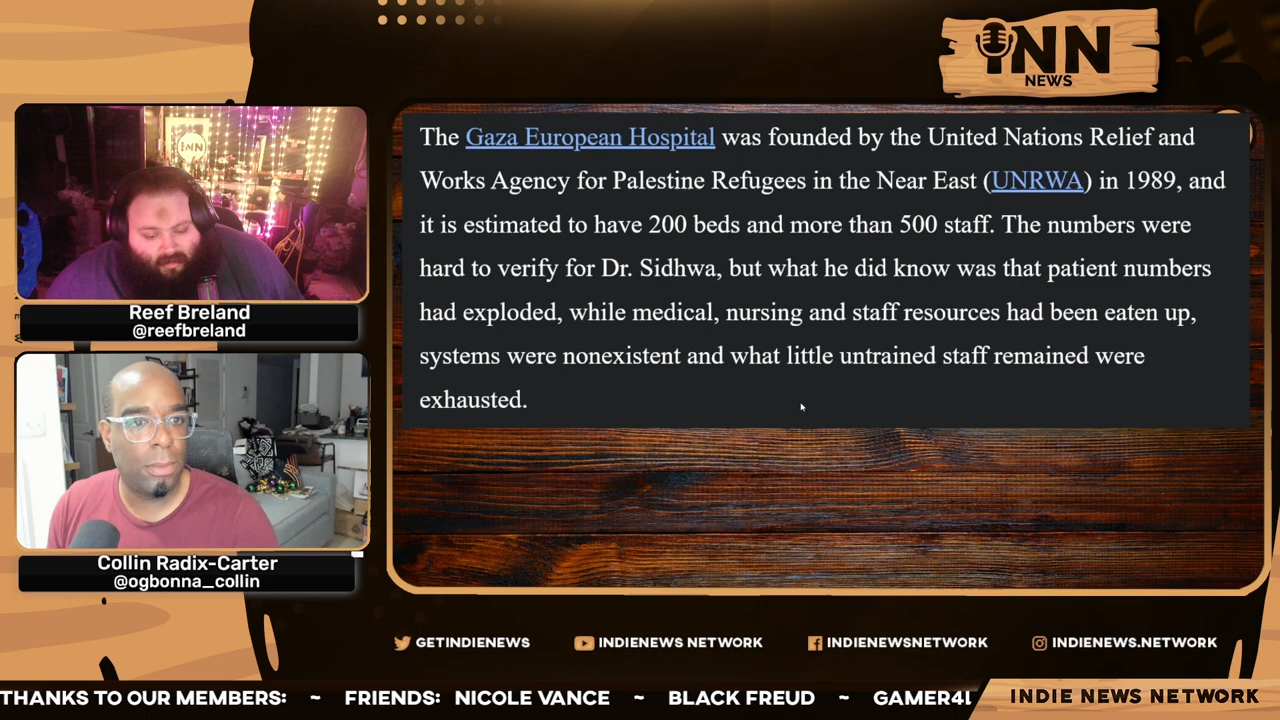 iNN
NEWS
The Gaza European Hospital was founded by the United Nations Relief and
Works Agency for Palestine Refugees in the Near East (UNRWA) in 1989, and
it is estimated to have 200 beds and more than 500 staff. The numbers were
hard to verify for Dr. Sidhwa, but what he did know was that patient numbers
had exploded, while medical, nursing and staff resources had been eaten up,
systems were nonexistent and what little untrained staff remained were
exhausted.
iNN
Reef Breland
@reefbreland
Collin Radix-Carter
@ogbonna_collin
GETINDIENEWS
INDIENEWS NETWORK
INDIENEWSNETWORK
INDIENEWS.NETWORK
THANKS TO OUR MEMBERS: ~ FRIENDS: NICOLE VANCE ~ BLACK FREUD ~ GAMER4L
INDIE NEWS NETWORK